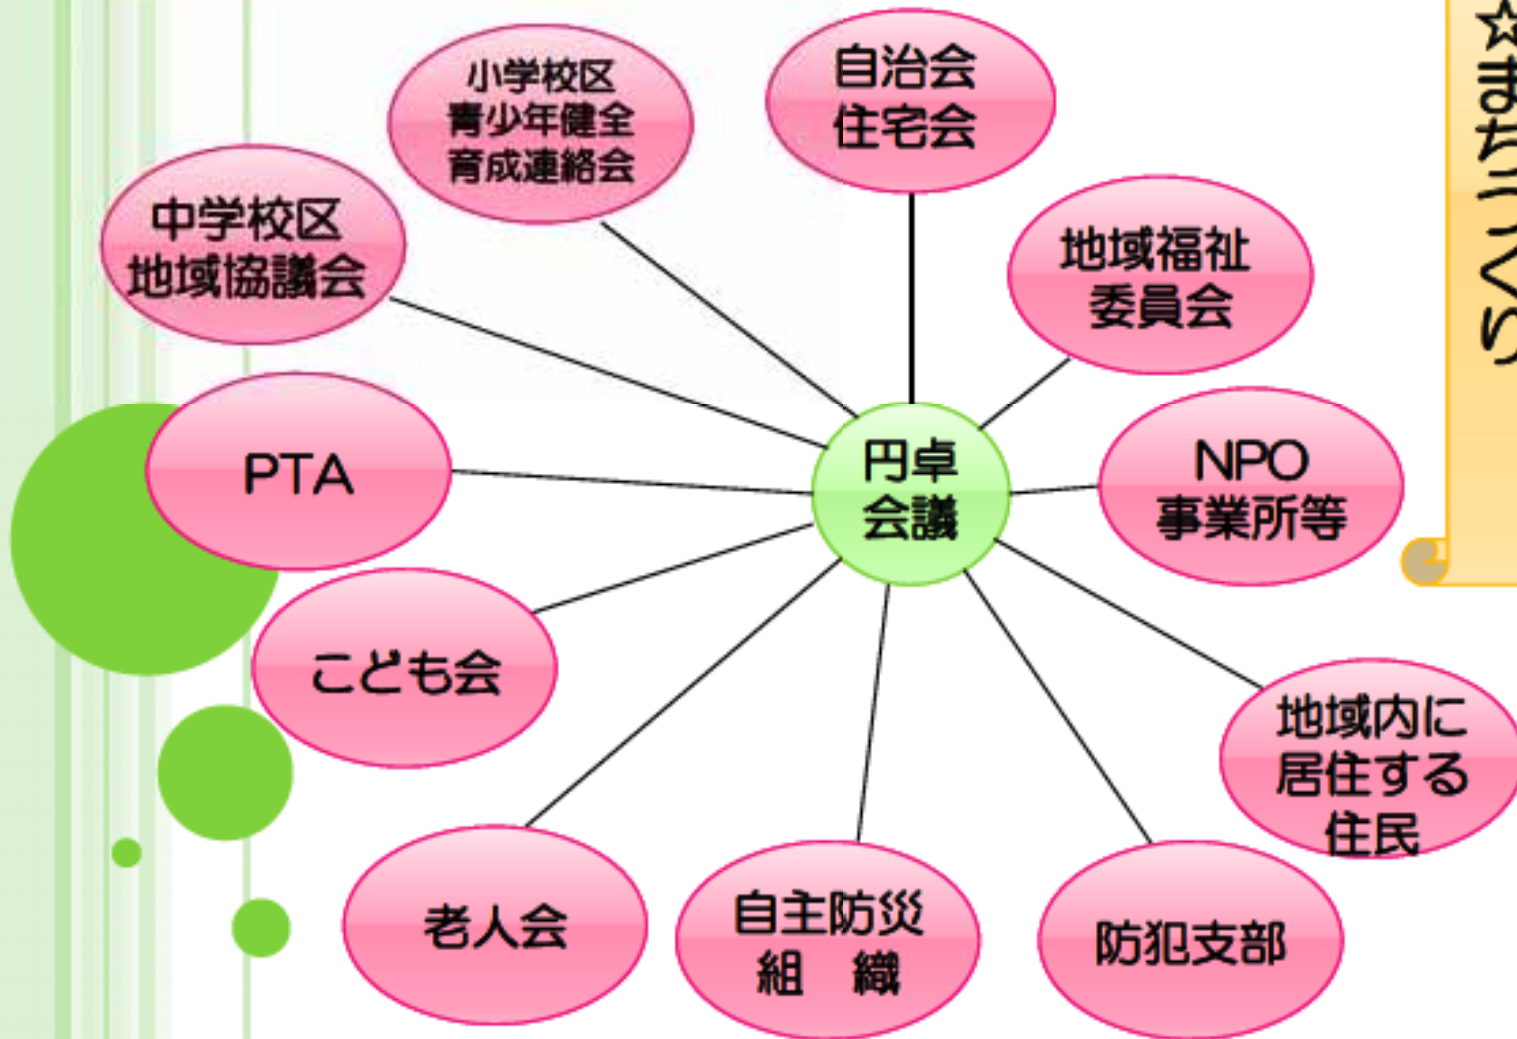 小学校区
青少年健全
育成連絡会
自治会
住宅会
中学校区
地域協議会
地域福祉
委員会
PTA
円卓
会議
NPO
事業所等
こども会
地域内に
居住する
住民
老人会
自主防災
組　織
防犯支部
☆まちづくり